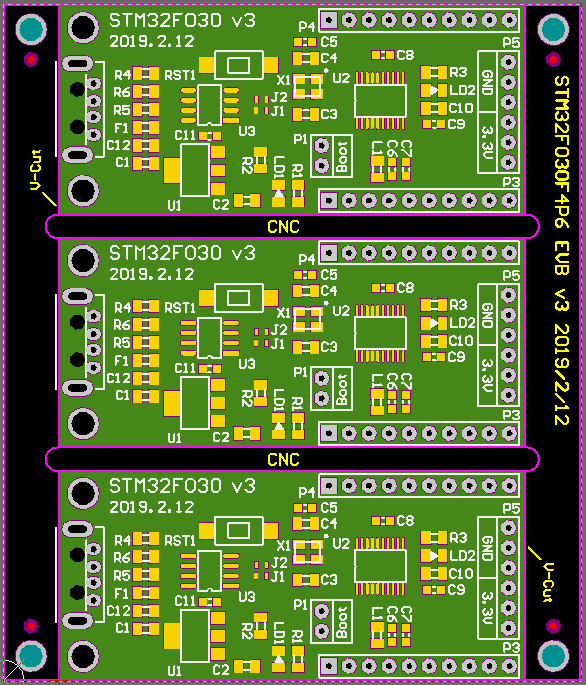 STM32F030 v3
2019.2.12
P4
C5
C4
C8
P5
R4
RST1
X1
U2
R3
GND
R6
LD2
R5
J2
C10
J1
F1
C11
U3
C3
C9
3.3V
C12
P1
Boot
C1
R2
LD1
R1
L1
C6
C7
U1
C2
P3
V-Cut
CNC
STM32F030 v3
2019.2.12
P4
C5
C4
C8
P5
R4
RST1
X1
U2
R3
GND
R6
LD2
R5
J2
C10
J1
F1
C11
U3
C3
C9
3.3V
C12
P1
Boot
C1
R2
LD1
R1
L1
C6
C7
U1
C2
P3
CNC
STM32F030 v3
2019.2.12
P4
C5
C4
C8
P5
R4
RST1
X1
U2
R3
GND
R6
LD2
R5
J2
C10
J1
F1
C11
U3
C3
C9
3.3V
C12
P1
Boot
C1
R2
LD1
R1
L1
C6
C7
U1
C2
P3
V-Cut
STM32F030F4P6 EVB v3 2019/2/12